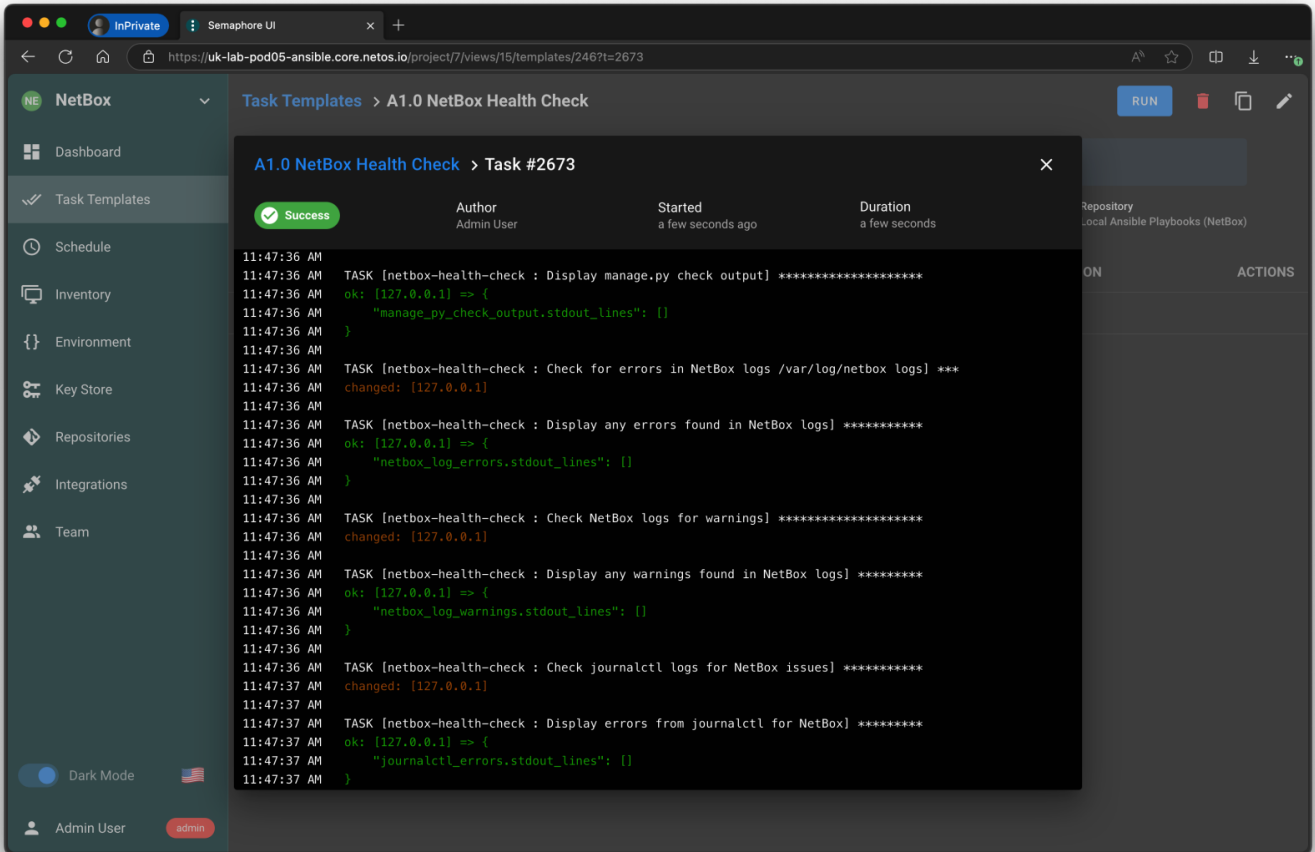 InPrivate
Semaphore UI
https://uk-lab-pod05-ansible.core.netos.io/project/7/views/15/templates/246?t=2673
NE NetBox
Task Templates > A1.0 NetBox Health Check
RUN
Dashboard
Task Templates
Schedule
Inventory
Environment
Key Store
Repositories
Integrations
Team
Dark Mode
Admin User admin
Repository
Local Ansible Playbooks (NetBox)
ON ACTIONS
A1.0 NetBox Health Check > Task #2673
Success
Author
Admin User
Started
a few seconds ago
Duration
a few seconds
11:47:36 AM
11:47:36 AM TASK [netbox-health-check : Display manage.py check output] ********************
11:47:36 AM ok: [127.0.0.1] => {
11:47:36 AM "manage_py_check_output.stdout_lines": []
11:47:36 AM }
11:47:36 AM
11:47:36 AM TASK [netbox-health-check : Check for errors in NetBox logs /var/log/netbox logs] ***
11:47:36 AM changed: [127.0.0.1]
11:47:36 AM
11:47:36 AM TASK [netbox-health-check : Display any errors found in NetBox logs] ***********
11:47:36 AM ok: [127.0.0.1] => {
11:47:36 AM "netbox_log_errors.stdout_lines": []
11:47:36 AM }
11:47:36 AM
11:47:36 AM TASK [netbox-health-check : Check NetBox logs for warnings] ********************
11:47:36 AM changed: [127.0.0.1]
11:47:36 AM
11:47:36 AM TASK [netbox-health-check : Display any warnings found in NetBox logs] *********
11:47:36 AM ok: [127.0.0.1] => {
11:47:36 AM "netbox_log_warnings.stdout_lines": []
11:47:36 AM }
11:47:36 AM
11:47:36 AM TASK [netbox-health-check : Check journalctl logs for NetBox issues] ***********
11:47:37 AM changed: [127.0.0.1]
11:47:37 AM
11:47:37 AM TASK [netbox-health-check : Display errors from journalctl for NetBox] *********
11:47:37 AM ok: [127.0.0.1] => {
11:47:37 AM "journalctl_errors.stdout_lines": []
11:47:37 AM }